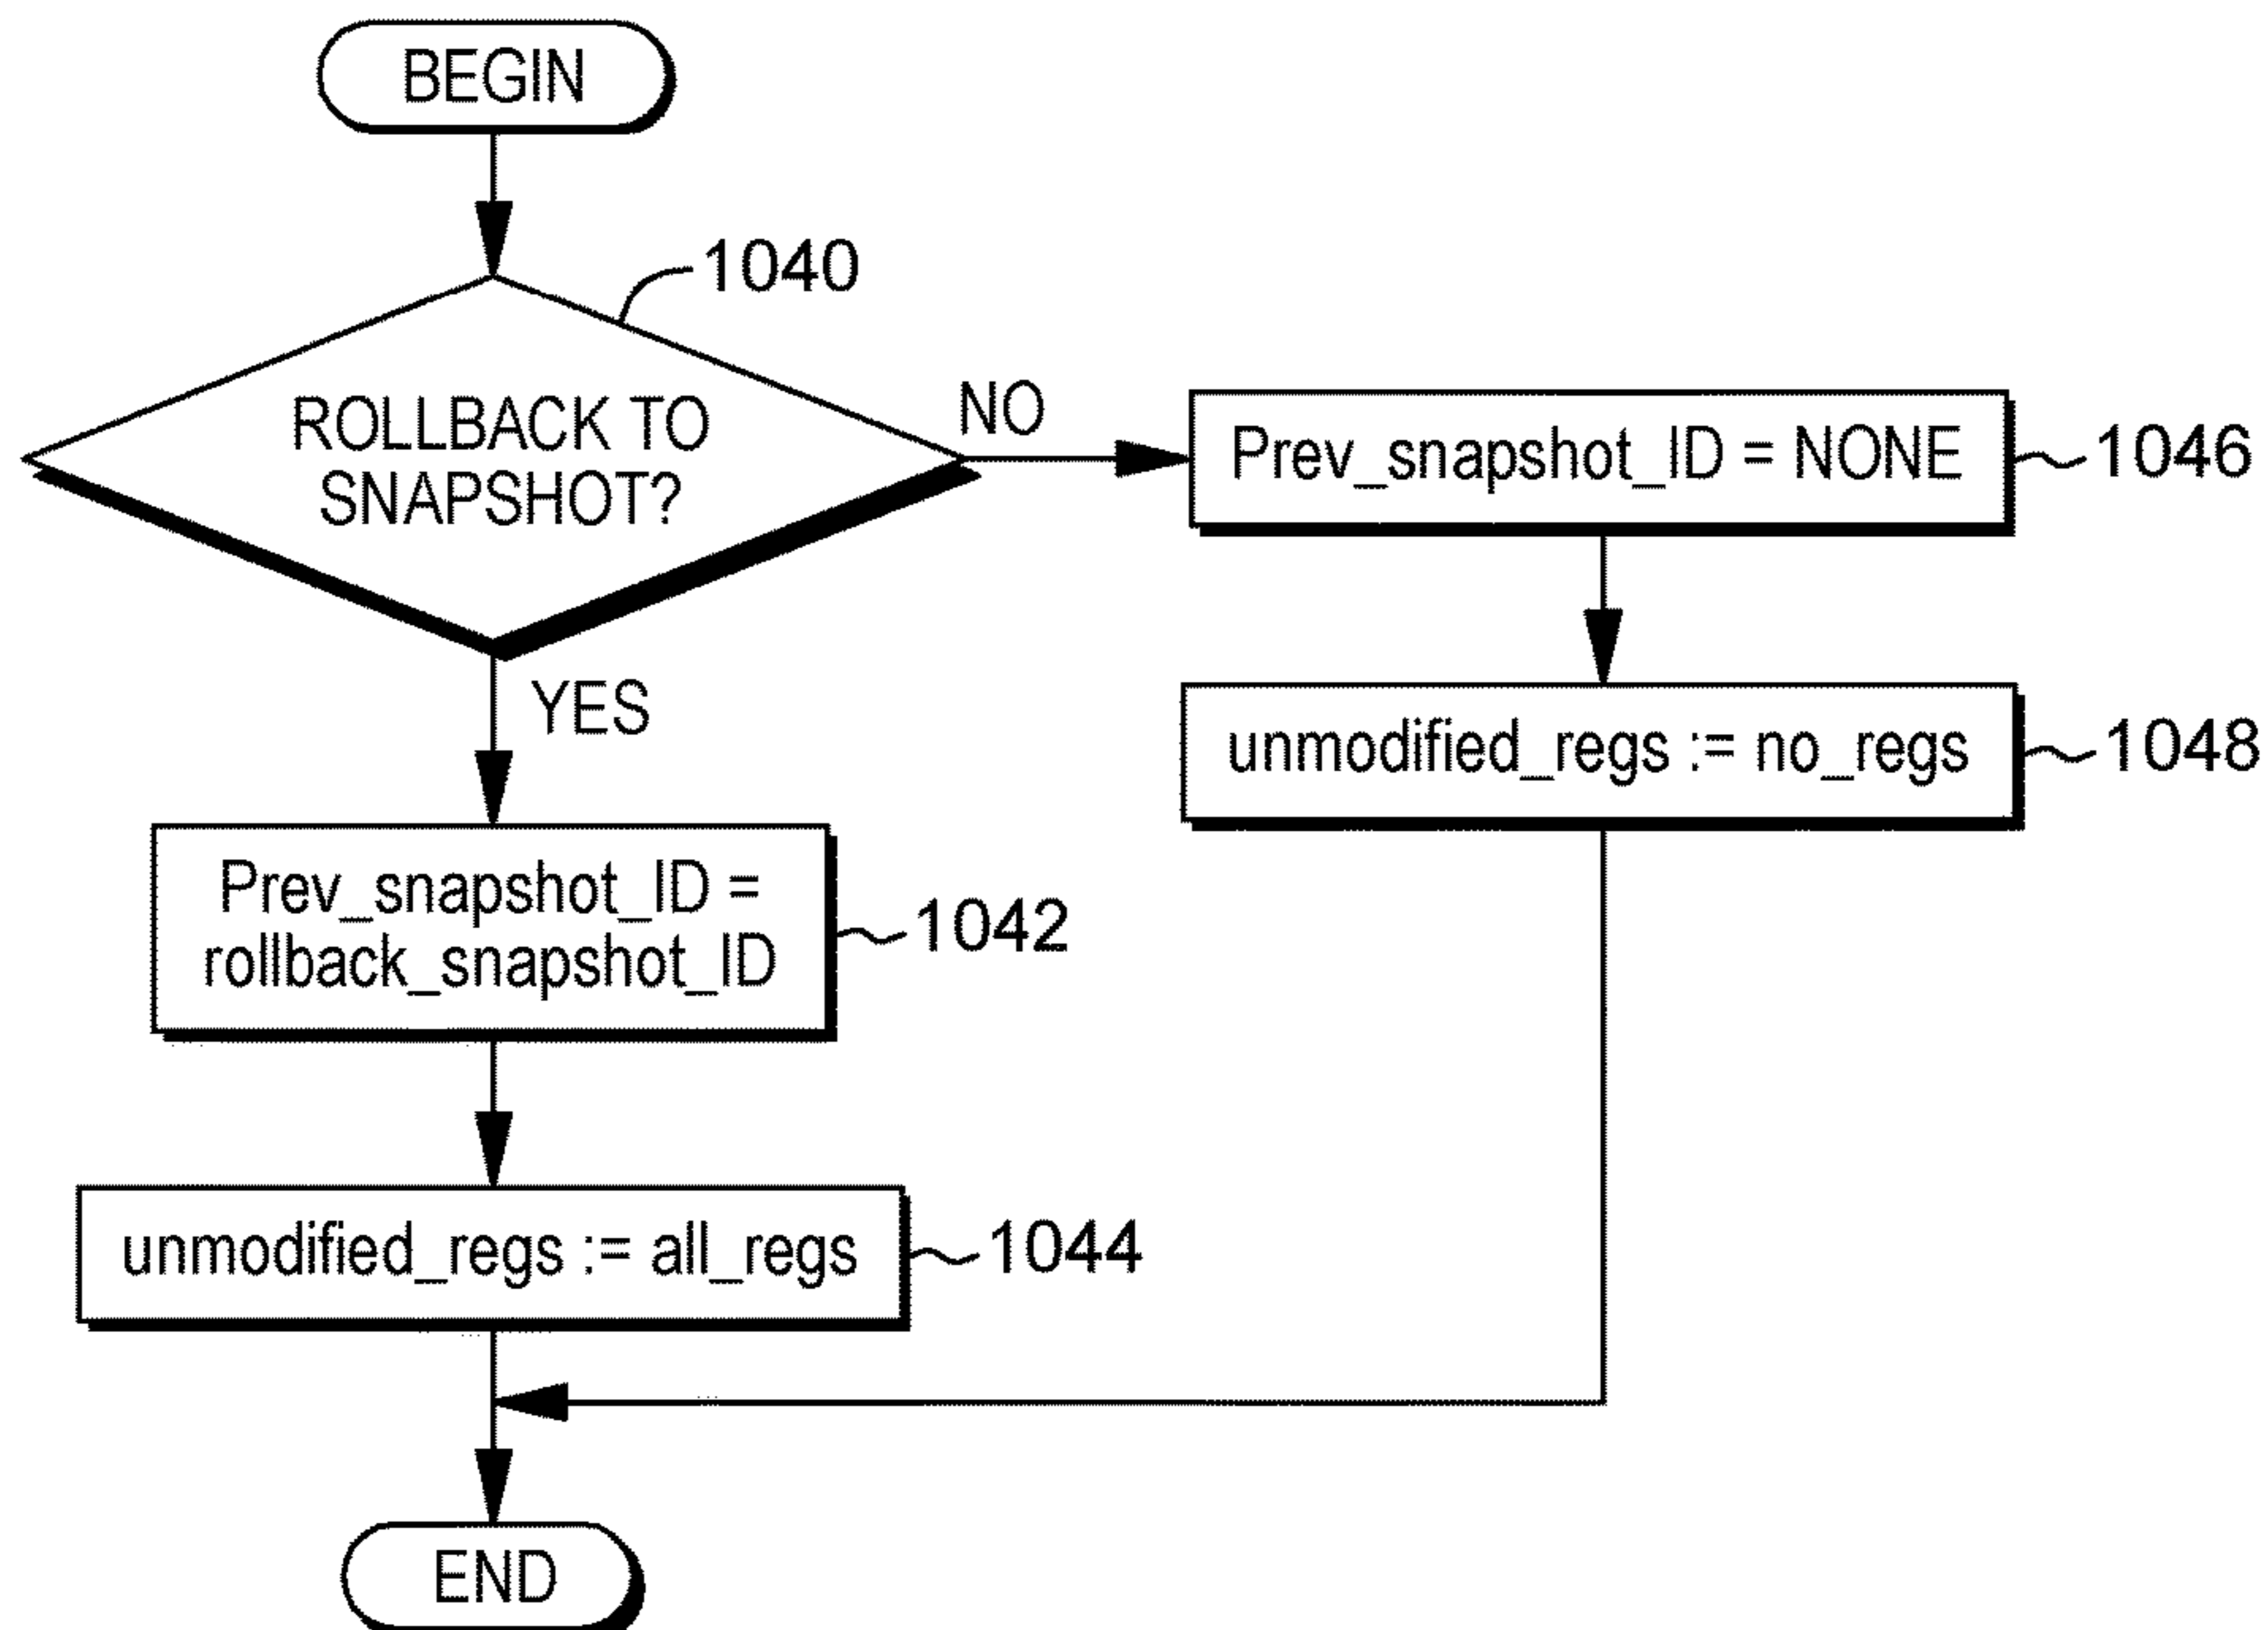 BEGIN
1040
ROLLBACK TO
SNAPSHOT?
NO
Prev_snapshot_ID = NONE
1046
YES
unmodified_regs := no_regs
1048
Prev_snapshot_ID =
rollback_snapshot_ID
1042
unmodified_regs := all_regs
1044
END